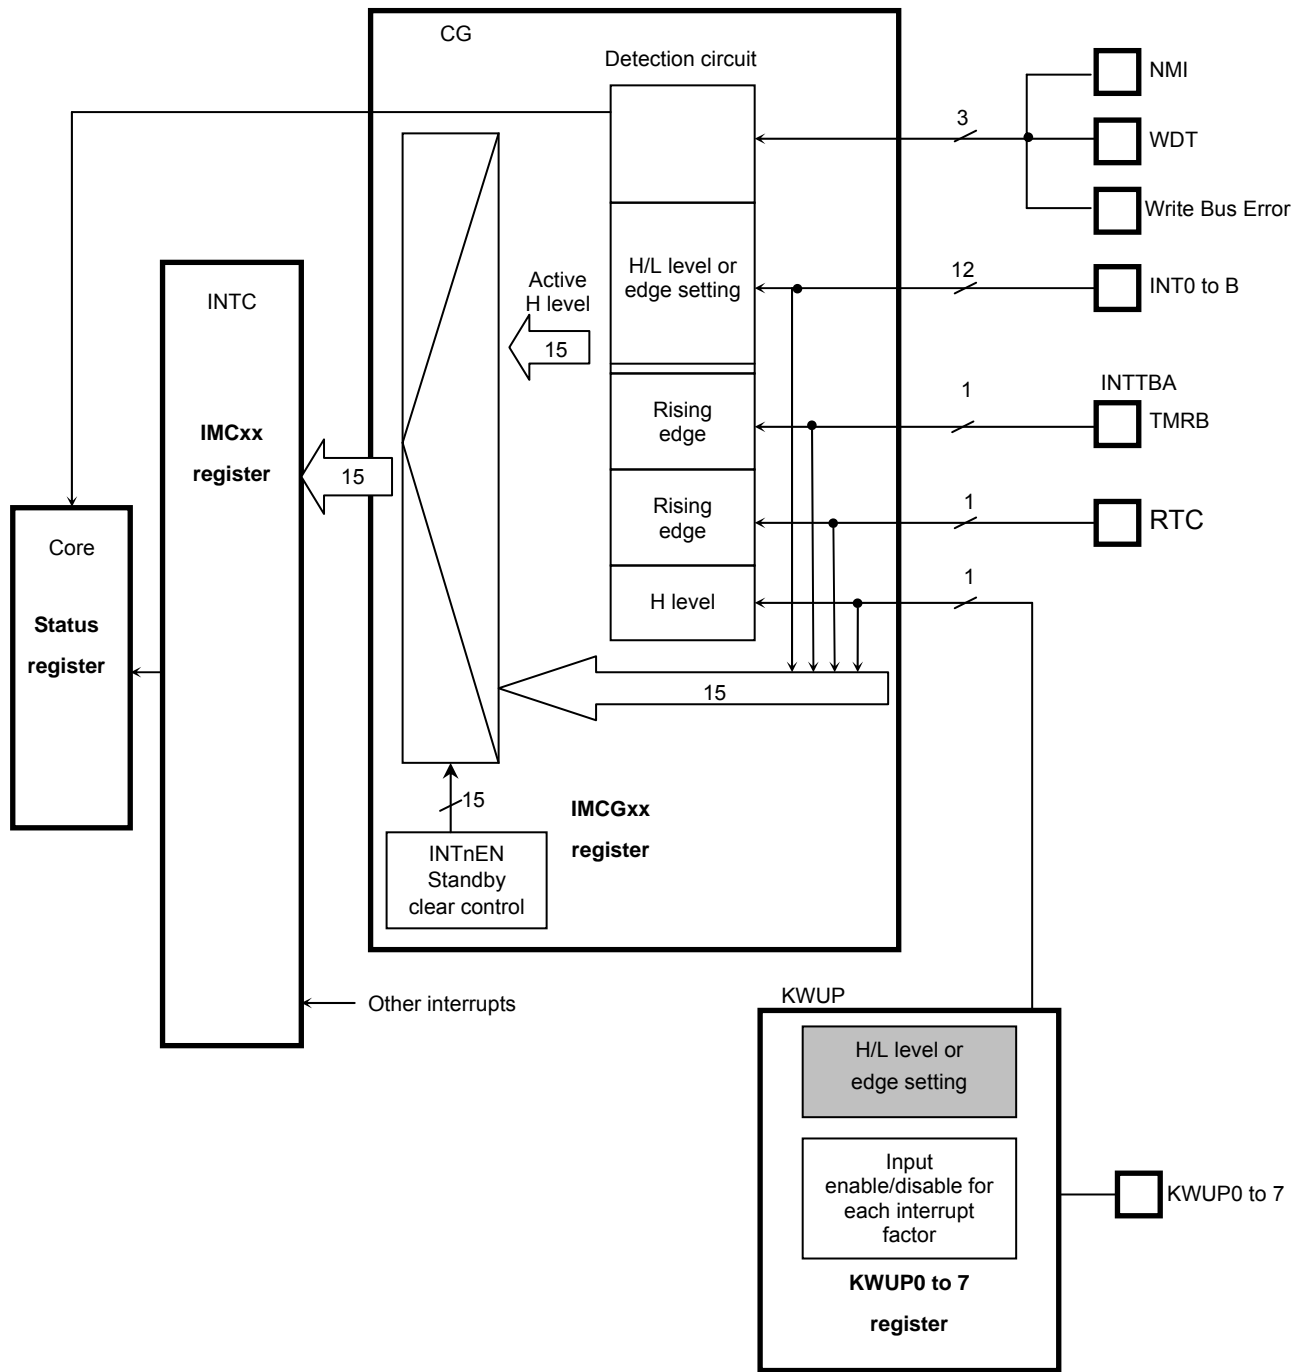 CG
Detection circuit
3
NMI
WDT
Write Bus Error
H/L level or
edge setting
12
INT0 to B
Active
H level
15
INTC
IMCxx
register
15
Rising
edge
1
INTTBA
TMRB
Rising
edge
1
RTC
H level
1
Core
Status
register
15
15
IMCGxx
register
INTnEN
Standby
clear control
Other interrupts
KWUP
H/L level or
edge setting
Input
enable/disable for
each interrupt
factor
KWUP0 to 7
register
KWUP0 to 7